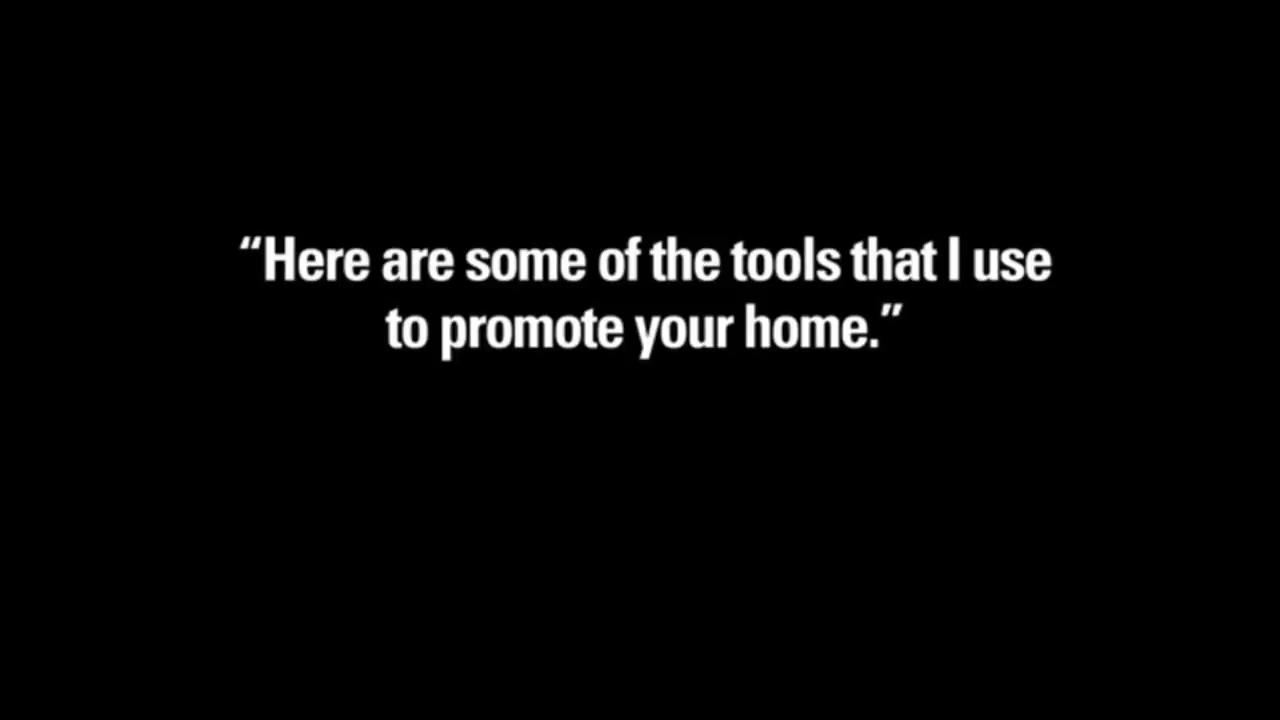 “Here are some of the tools that I use
to promote your home.”